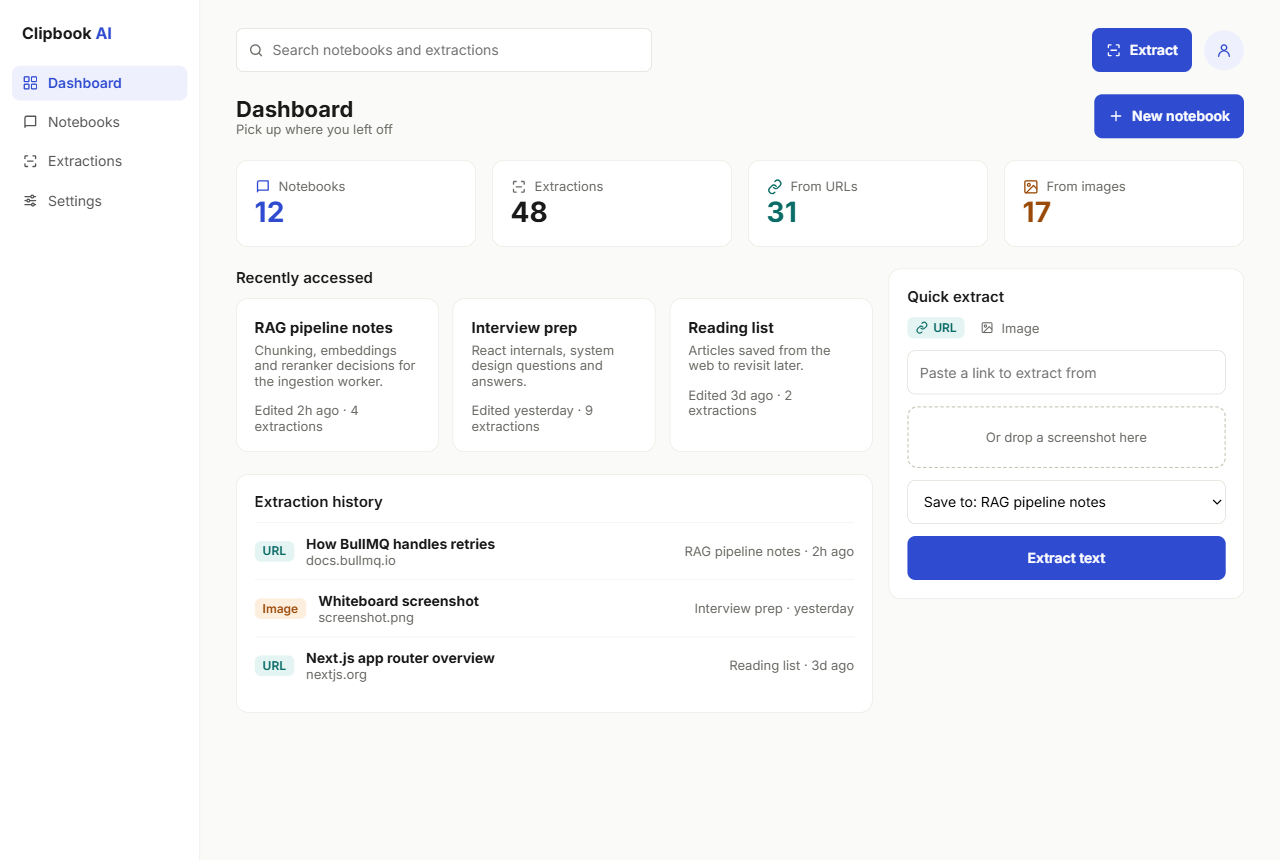 Clipbook AI
Dashboard
Notebooks
Extractions
Settings
Search notebooks and extractions
Extract
Dashboard
Pick up where you left off
New notebook
Notebooks
12
Extractions
48
From URLs
31
From images
17
Recently accessed
RAG pipeline notes
Chunking, embeddings
and reranker decisions for
the ingestion worker.
Edited 2h ago · 4
extractions
Interview prep
React internals, system
design questions and
answers.
Edited yesterday · 9
extractions
Reading list
Articles saved from the
web to revisit later.
Edited 3d ago · 2
extractions
Extraction history
URL
How BullMQ handles retries
docs.bullmq.io
RAG pipeline notes · 2h ago
Image
Whiteboard screenshot
screenshot.png
Interview prep · yesterday
URL
Next.js app router overview
nextjs.org
Reading list · 3d ago
Quick extract
URL
Image
Paste a link to extract from
Or drop a screenshot here
Save to: RAG pipeline notes
Extract text